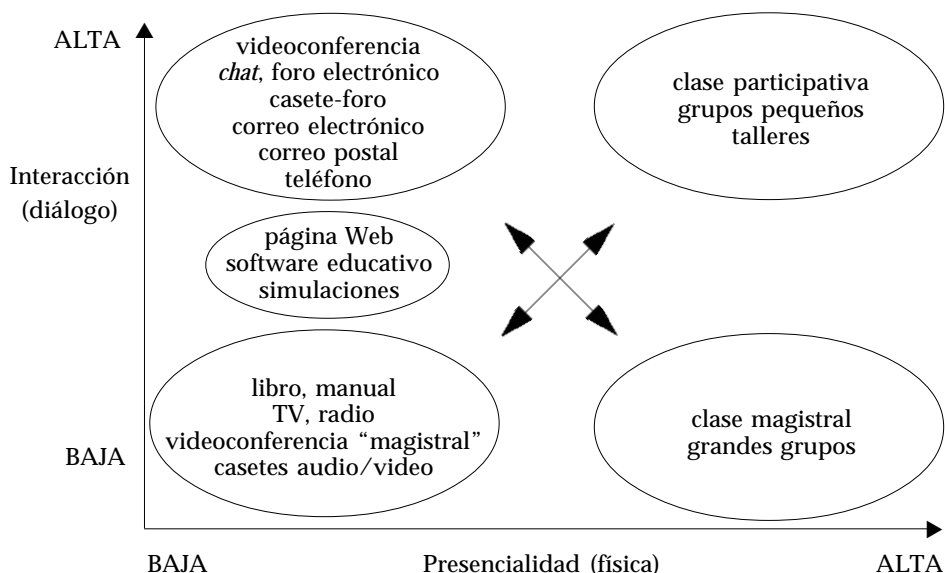 ALTA
videoconferencia
chat, foro electrónico
casete-foro
correo electrónico
correo postal
teléfono
clase participativa
grupos pequeños
talleres
Interacción
(diálogo)
página Web
software educativo
simulaciones
libro, manual
TV, radio
videoconferencia “magistral”
casetes audio/video
clase magistral
grandes grupos
BAJA
BAJA
Presencialidad (física)
ALTA